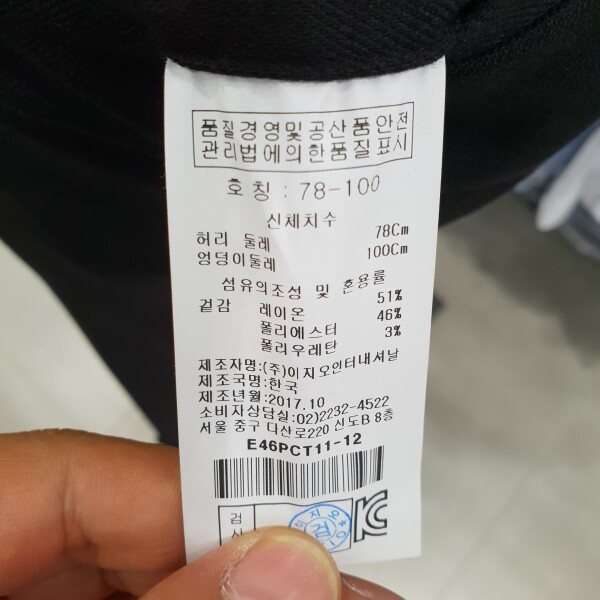 품질경영및공산품안전
관리법에의한품질표시
호칭 : 78-100
신체치수
허리 둘레 78Cm
엉덩이둘레 100Cm
섬유의조성 및 혼용률
겉감 레이온 51%
폴리에스터 46%
폴리우레탄 3%
제조자명:(주)이지오인터내셔날
제조국명:한국
제조년월:2017.10
소비자상담실:02)2232-4522
서울 중구 다산로220 신도B 8층
E46PCT11-12
검
사
이지오
검